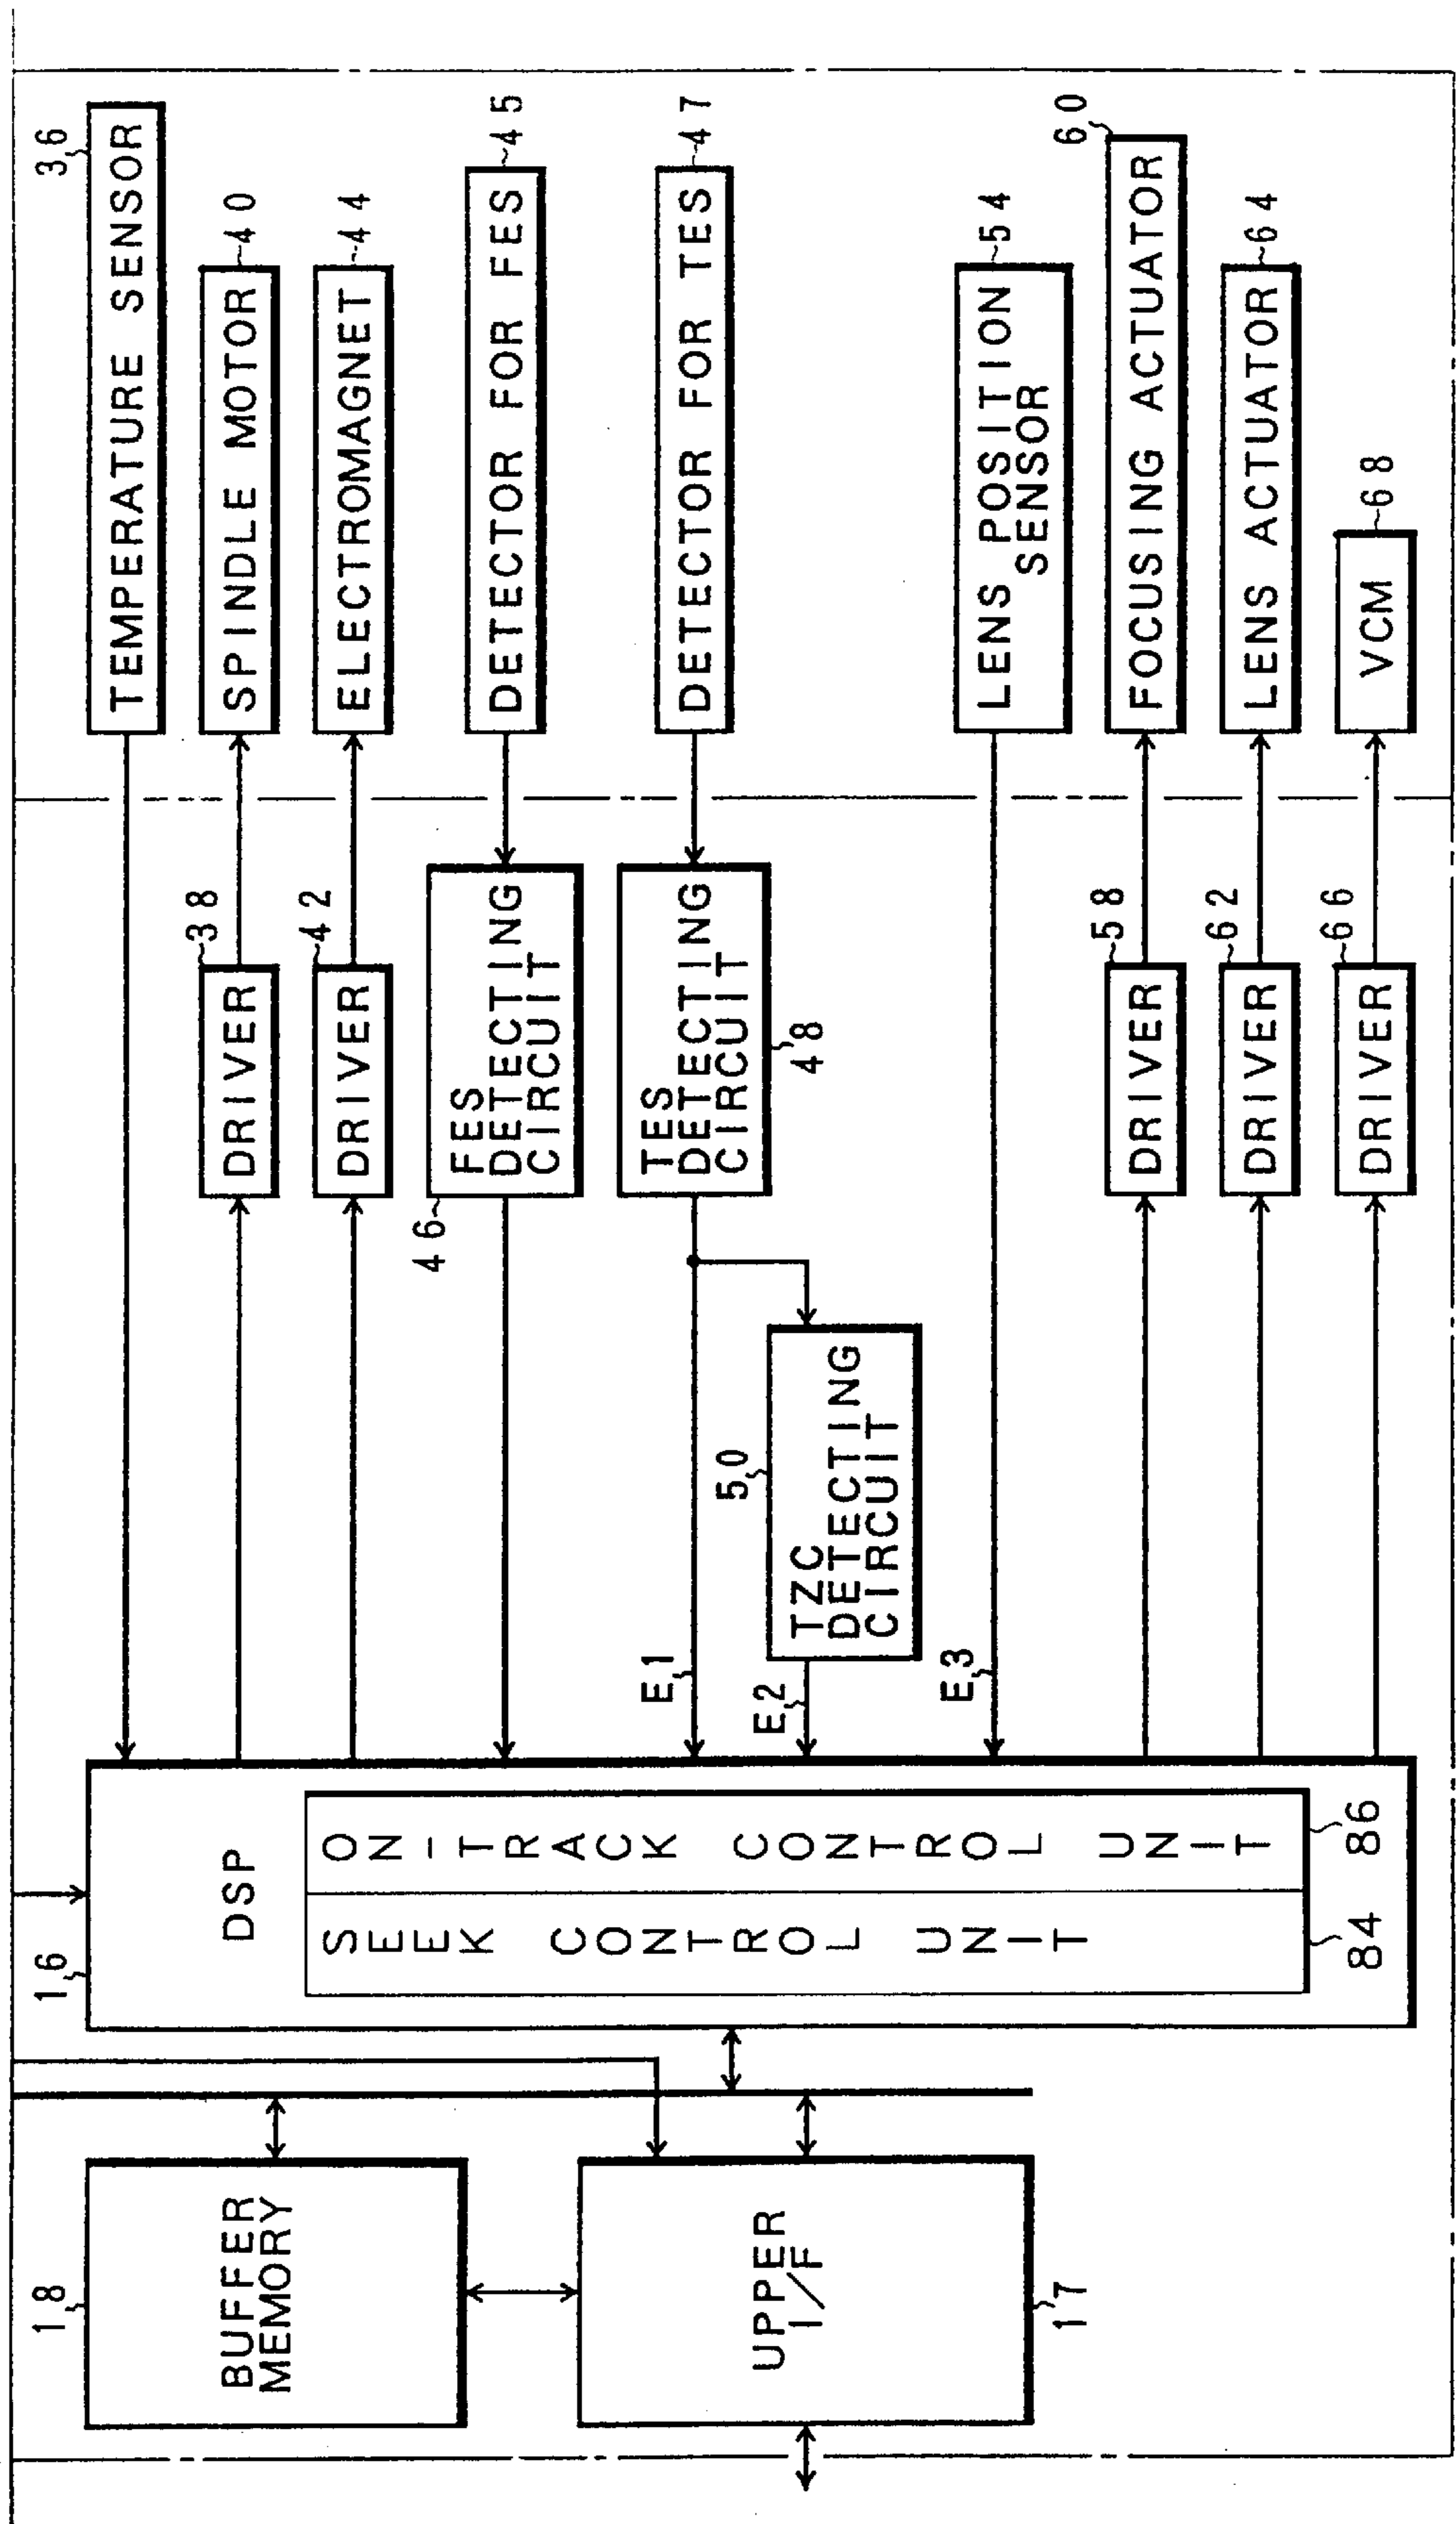 18
BUFFER
MEMORY
UPPER
I/F
17
16
DSP
SEEK CONTROL UNIT
84
ON-TRACK CONTROL UNIT
86
E1
E2
E3
50
TZC
DETECTING
CIRCUIT
38
DRIVER
42
DRIVER
46
FES
DETECTING
CIRCUIT
TES
DETECTING
CIRCUIT
48
58
DRIVER
62
DRIVER
66
DRIVER
36
TEMPERATURE SENSOR
SPINDLE MOTOR
40
ELECTROMAGNET
44
DETECTOR FOR FES
45
DETECTOR FOR TES
47
LENS POSITION
SENSOR
54
60
FOCUSING ACTUATOR
LENS ACTUATOR
64
VCM
68